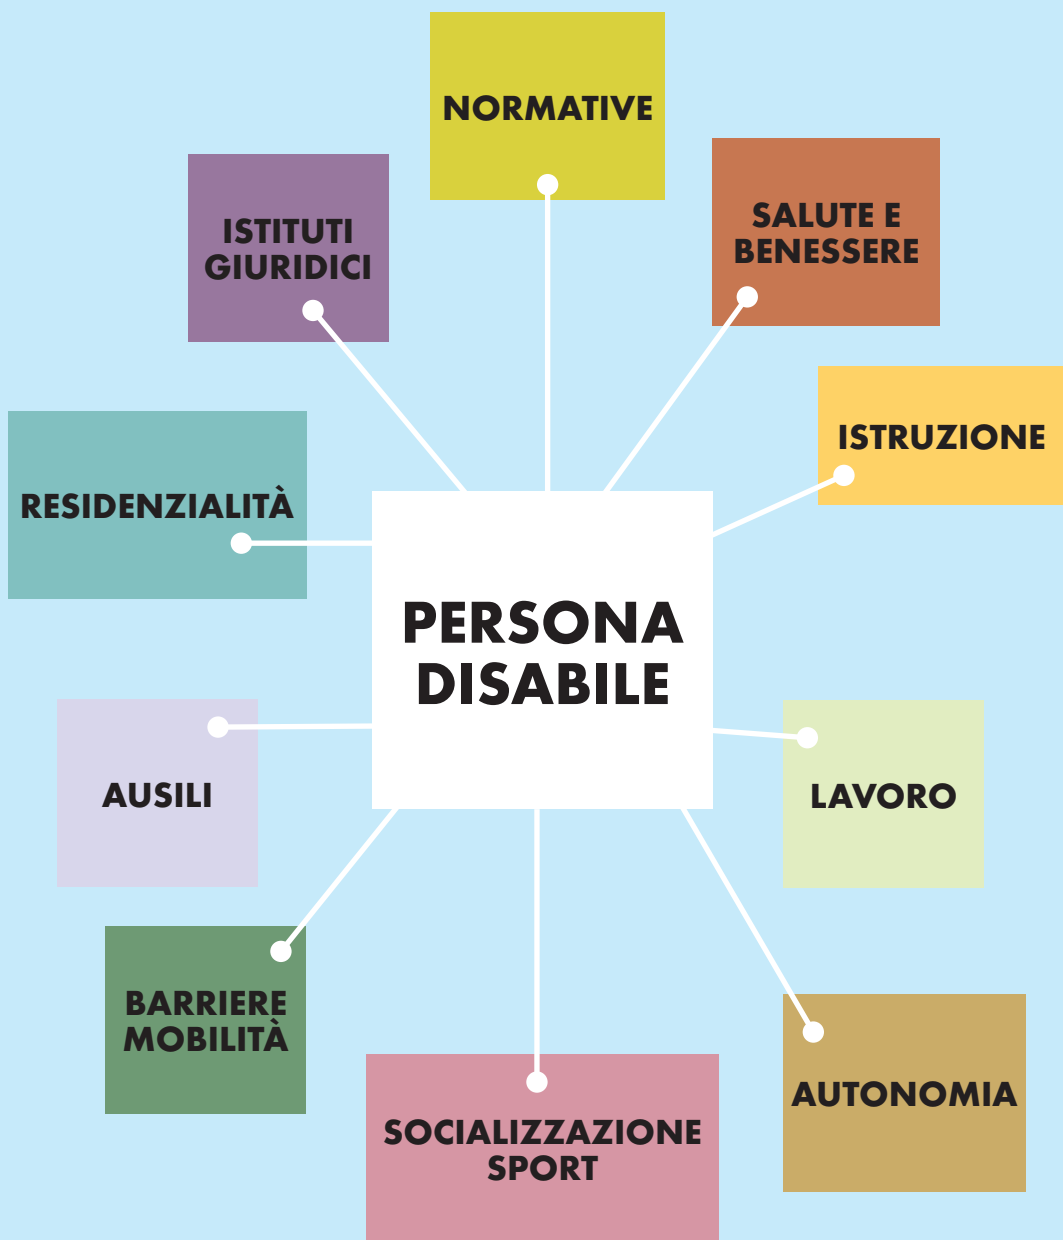 NORMATIVE
ISTITUTI
GIURIDICI
SALUTE E
BENESSERE
ISTRUZIONE
RESIDENZIALITÀ
PERSONA
DISABILE
AUSILI
LAVORO
BARRIERE
MOBILITÀ
AUTONOMIA
SOCIALIZZAZIONE
SPORT